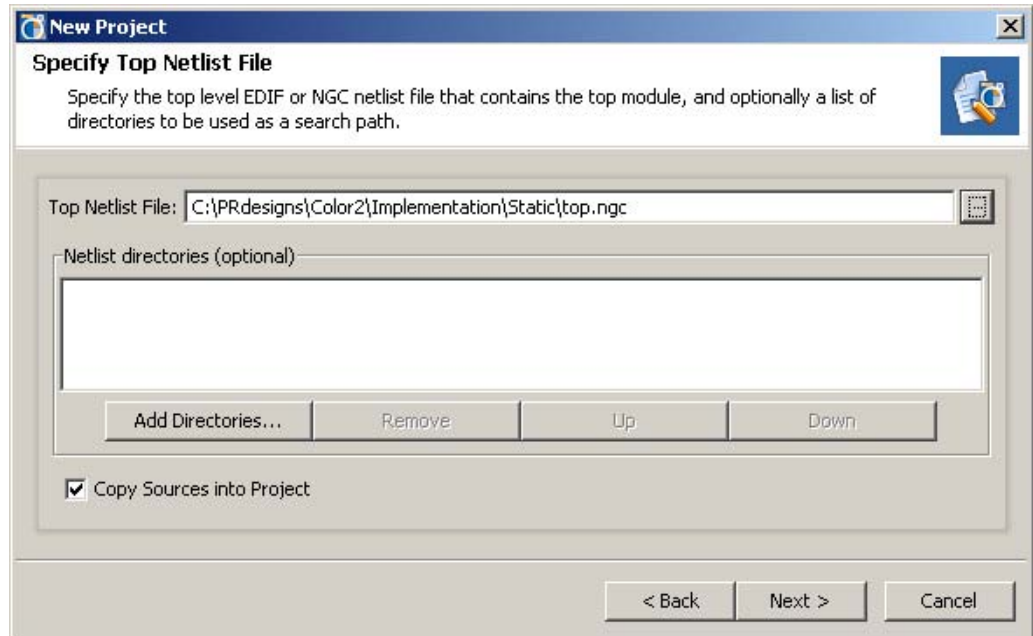 New Project
Specify Top Netlist File
Specify the top level EDIF or NGC netlist file that contains the top module, and optionally a list of
directories to be used as a search path.
Top Netlist File: C:\PRdesigns\Color2\Implementation\Static\top.ngc
Netlist directories (optional)
Add Directories... Remove Up Down
Copy Sources into Project
< Back Next > Cancel